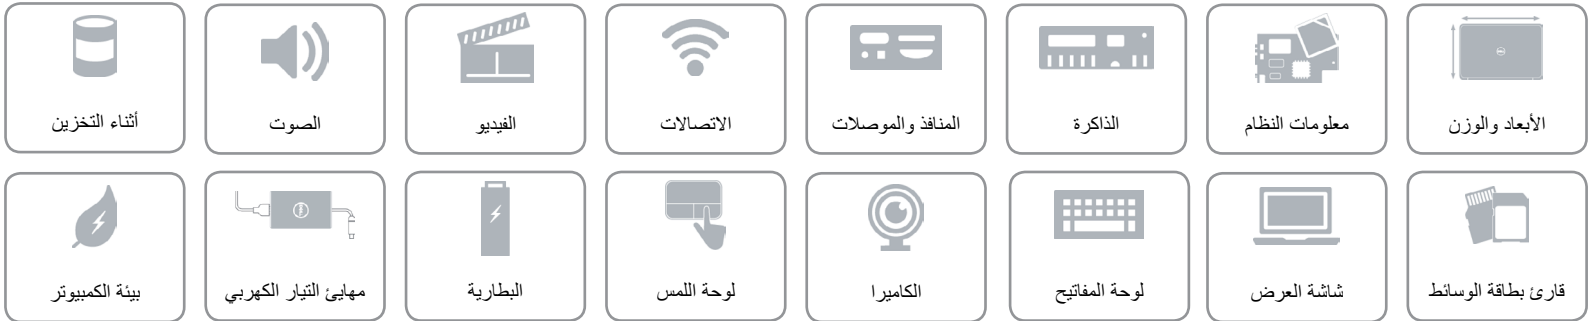 الأبعاد والوزن
معلومات النظام
الذاكرة
المنافذ والموصلات
الاتصالات
الفيديو
الصوت
أثناء التخزين
قارئ بطاقة الوسائط
شاشة العرض
لوحة المفاتيح
الكاميرا
لوحة اللمس
البطارية
مهايئ التيار الكهربي
بيئة الكمبيوتر